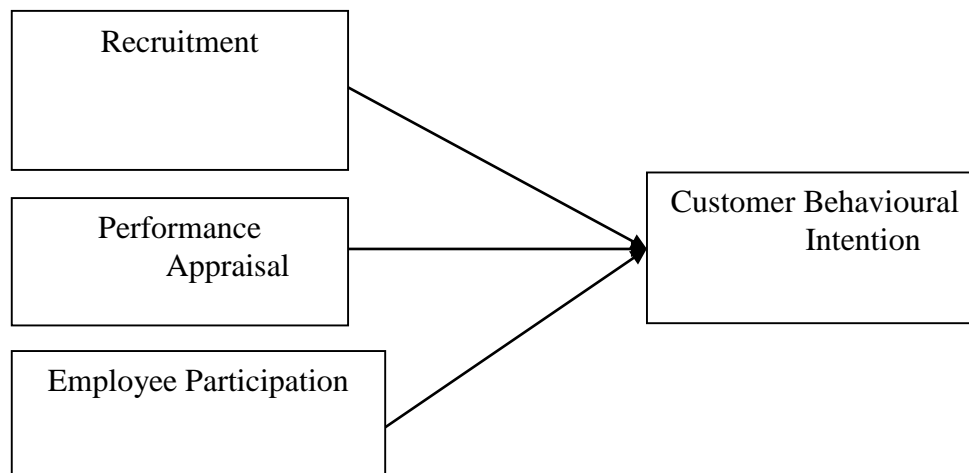 Recruitment
Performance
Appraisal
Employee Participation
Customer Behavioural
Intention